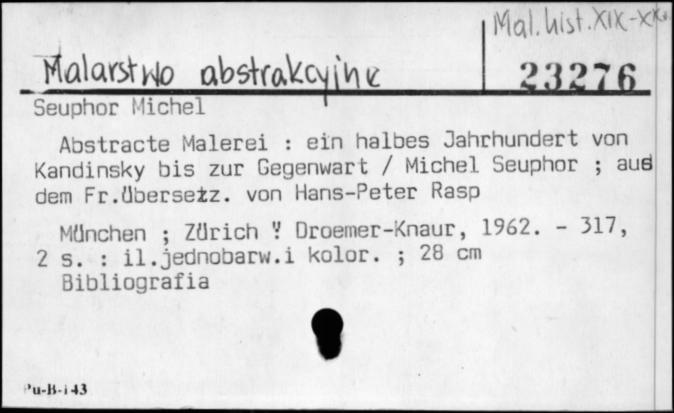 Mal. hist. XIX-XX w.
Malarstwo abstrakcyjne
23276
Seuphor Michel
Abstracte Malerei : ein halbes Jahrhundert von
Kandinsky bis zur Gegenwart / Michel Seuphor ; aus
dem Fr.übersetz. von Hans-Peter Rasp
München ; Zürich : Droemer-Knaur, 1962. - 317,
2 s. : il.jednobarw.i kolor. ; 28 cm
Bibliografia
Pu-B-143